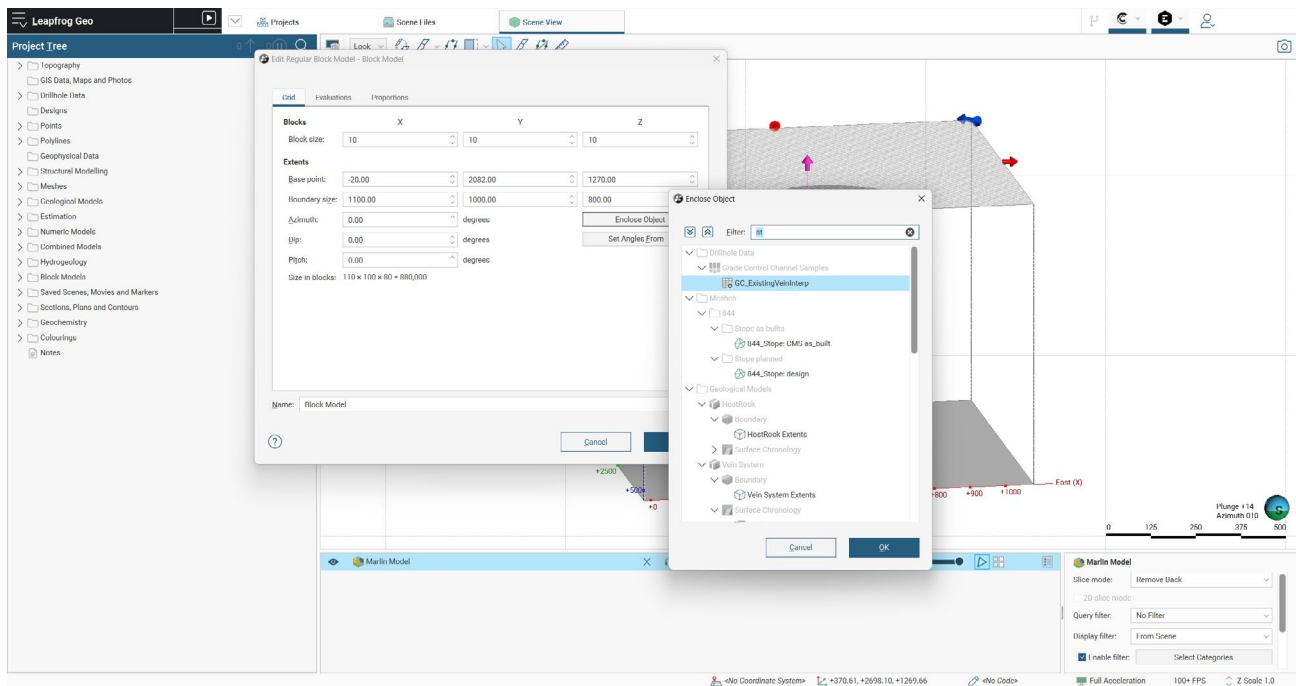 Leapfrog Geo
Projects
Scene Files
Scene View
Project Tree
Look
Topography
GIS Data, Maps and Photos
Drillhole Data
Designs
Points
Polylines
Geophysical Data
Structural Modelling
Meshes
Geological Models
Estimation
Numeric Models
Combined Models
Hydrogeology
Block Models
Saved Scenes, Movies and Markers
Sections, Plans and Contours
Geochemistry
Colourings
Notes
Edit Regular Block Model - Block Model
Grid Evaluations Proportions
Blocks X Y Z
Block size: 10 10 10
Extents
Base point: -20.00 2082.00 1270.00
Boundary size: 1100.00 1000.00 800.00
Azimuth: 0.00 degrees Enclose Object
Dip: 0.00 degrees Set Angles From
Pitch: 0.00 degrees
Size in blocks: 110 × 100 × 80 = 880,000
Name: Block Model
Cancel
Enclose Object
Filter: st
Drillhole Data
Grade Control Channel Samples
GC_ExistingVeinInterp
Meshes
844
Stope as builts
844_Stope: CMS as_built
Stope planned
844_Stope: design
Geological Models
HostRock
Boundary
HostRock Extents
Surface Chronology
Vein System
Boundary
Vein System Extents
Surface Chronology
Cancel OK
+2500
+500
+0
+800 +900 +1000
East (X)
Plunge +14
Azimuth 010
0 125 250 375 500
Marlin Model
Marlin Model
Slice mode: Remove Back
2D slice mode
Query filter: No Filter
Display filter: From Scene
Enable filter: Select Categories
<No Coordinate System> +370.61, +2698.10, +1269.66 <No Code> Full Acceleration 100+ FPS Z Scale 1.0